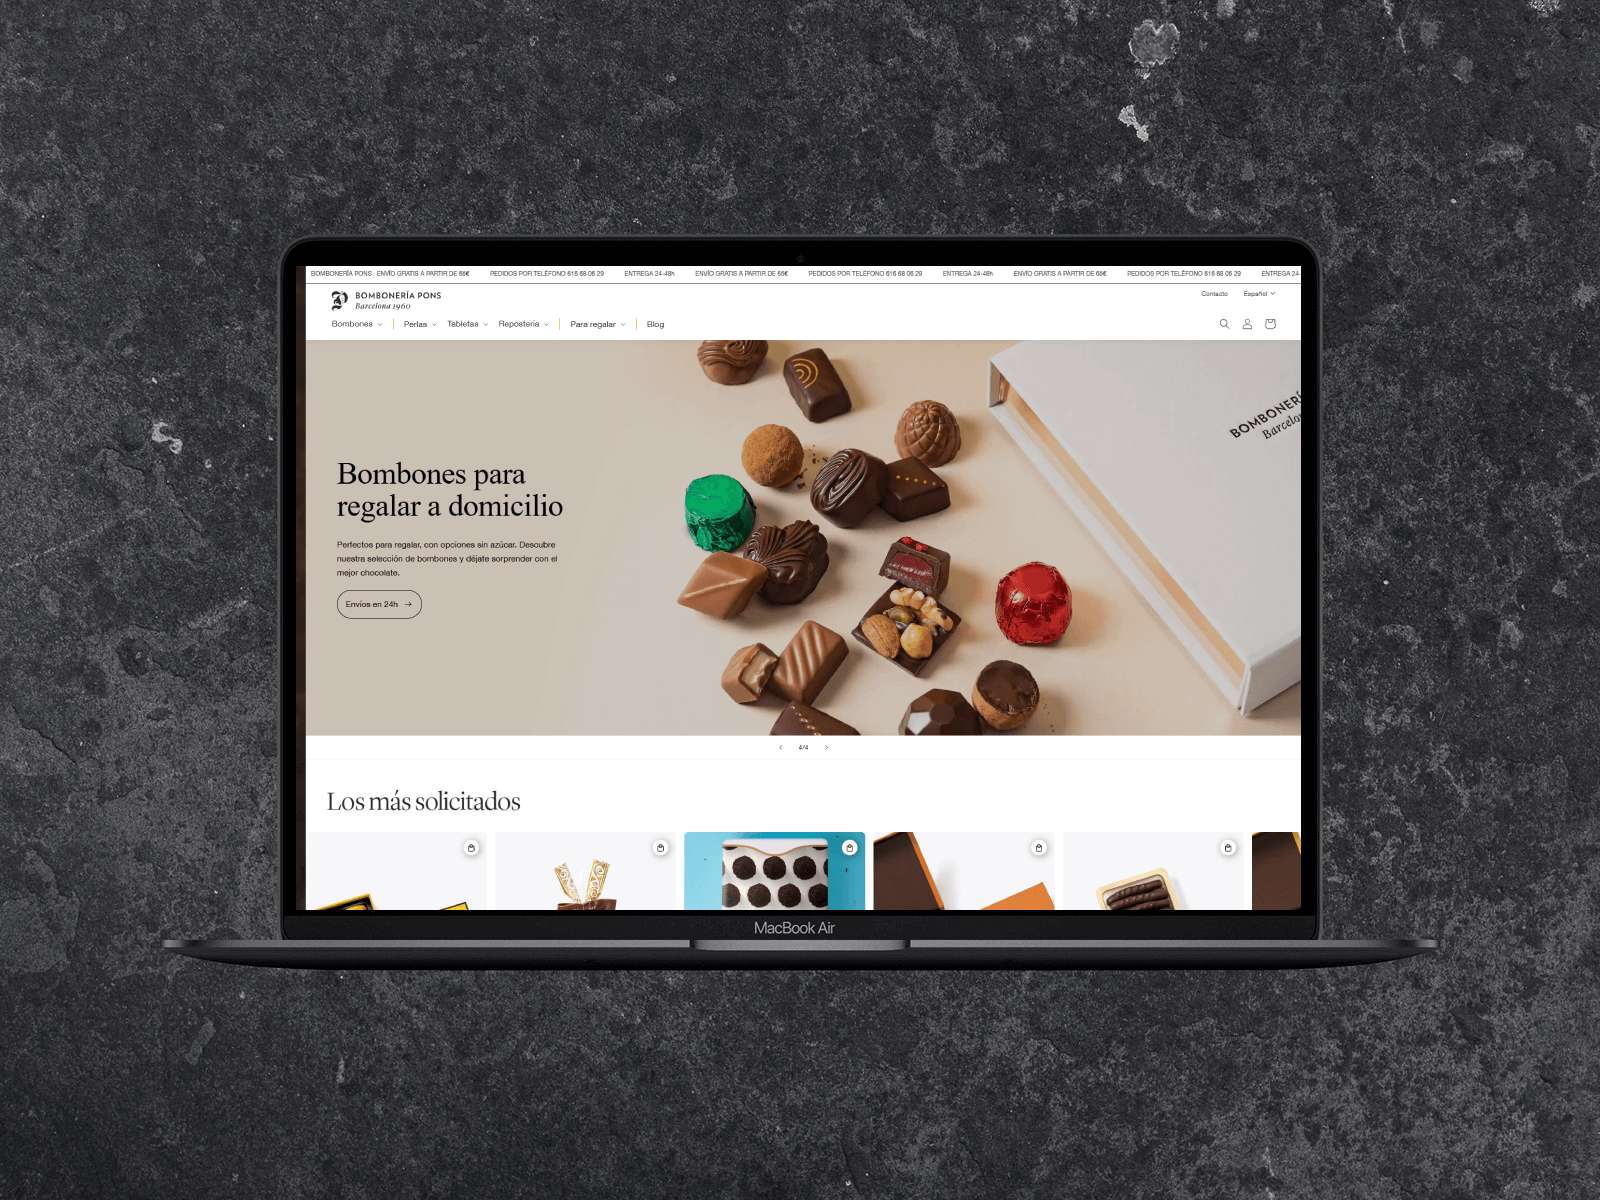 BOMBONERÍA PONS ENVÍO GRATIS A PARTIR DE 66€ PEDIDOS POR TELÉFONO 616 68 06 29 ENTREGA 24-48h ENVÍO GRATIS A PARTIR DE 66€ PEDIDOS POR TELÉFONO 616 68 06 29 ENTREGA 24-48h ENVÍO GRATIS A PARTIR DE 66€ PEDIDOS POR TELÉFONO 616 68 06 29 ENTREGA 24-
BOMBONERÍA PONS
Barcelona 1960
Contacto Español
Bombones Perlas Tabletas Repostería Para regalar Blog
BOMBONERÍ
Barcelo
Bombones para
regalar a domicilio
Perfectos para regalar, con opciones sin azúcar. Descubre
nuestra selección de bombones y déjate sorprender con el
mejor chocolate.
Envíos en 24h →
4/4
Los más solicitados
MacBook Air